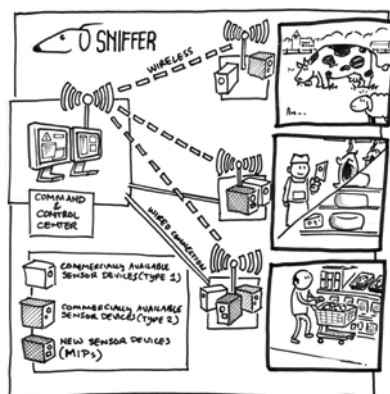 SNIFFER
WIRELESS
COMMAND
&
CONTROL
CENTER
WIRED CONNECTION
COMMERCIALLY AVAILABLE
SENSOR DEVICES (TYPE 1)
COMMERCIALLY AVAILABLE
SENSOR DEVICES (TYPE 2)
NEW SENSOR DEVICES
(MIPs)